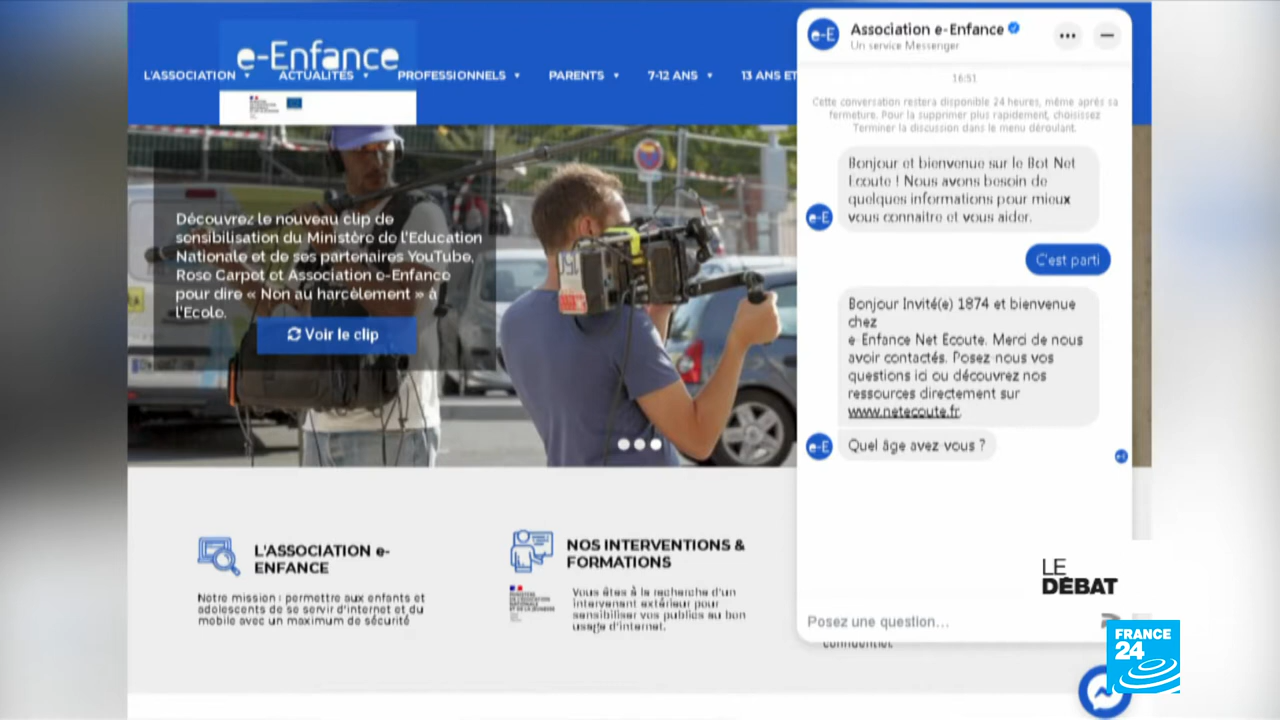 e-Enfance
L'ASSOCIATION
ACTUALITÉS
PROFESSIONNELS
PARENTS
7-12 ANS
13 ANS ET
Découvrez le nouveau clip de
sensibilisation du Ministère de l'Education
Nationale et de ses partenaires YouTube,
Rose Carpet et Association e-Enfance
pour dire « Non au harcèlement » à
l'Ecole.
Voir le clip
L'ASSOCIATION e-
ENFANCE
Notre mission : permettre aux enfants et
adolescents de se servir d'internet et du
mobile avec un maximum de sécurité
NOS INTERVENTIONS &
FORMATIONS
Vous êtes à la recherche d'un
intervenant extérieur pour
sensibiliser vos publics au bon
usage d'internet.
e-E
Association e-Enfance
Un service Messenger
16:51
Cette conversation restera disponible 24 heures, même après sa
fermeture. Pour la supprimer plus rapidement, choisissez
Terminer la discussion dans le menu déroulant.
Bonjour et bienvenue sur le Bot Net
Ecoute ! Nous avons besoin de
quelques informations pour mieux
vous connaitre et vous aider.
e-E
C'est parti
Bonjour Invité(e) 1874 et bienvenue
chez
e Enfance Net Ecoute. Merci de nous
avoir contactés. Posez nous vos
questions ici ou découvrez nos
ressources directement sur
www.netecoute.fr.
e-E
Quel âge avez vous ?
LE
DÉBAT
Posez une question...
confidentiel.
FRANCE
24